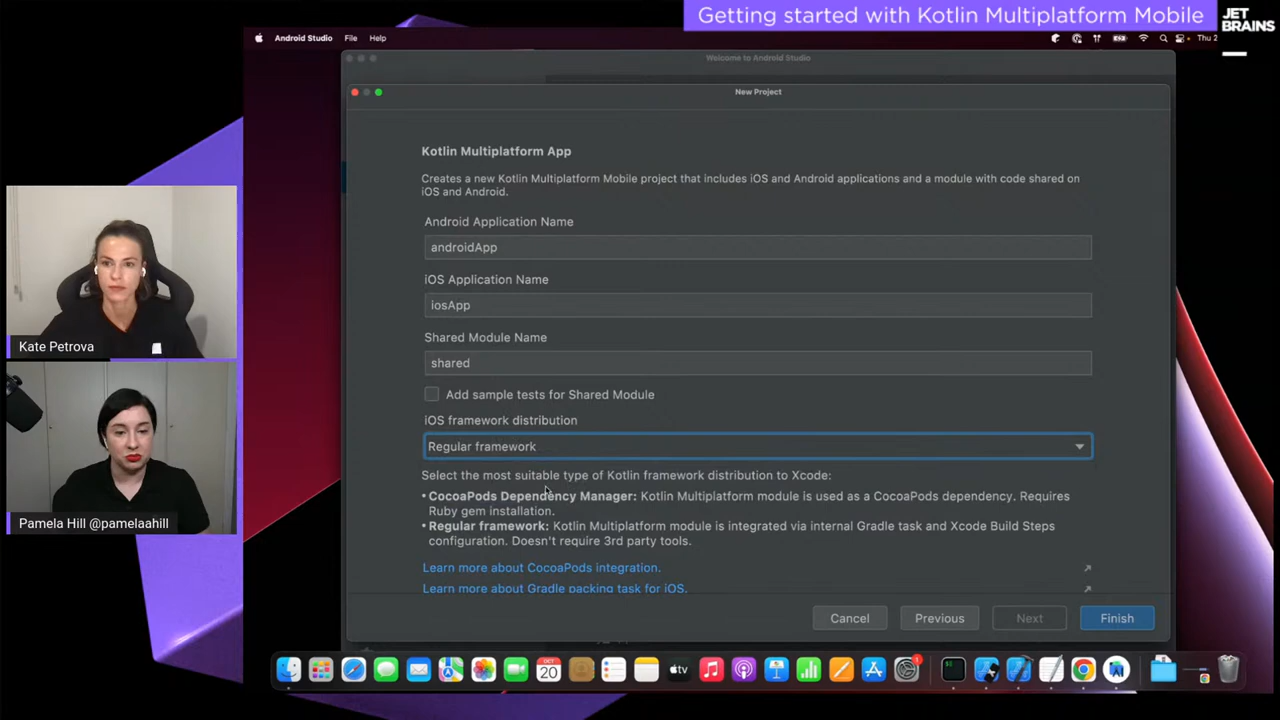 Getting started with Kotlin Multiplatform Mobile
JET
BRAINS
Android Studio File Help
Thu 2
Welcome to Android Studio
New Project
Kotlin Multiplatform App
Creates a new Kotlin Multiplatform Mobile project that includes iOS and Android applications and a module with code shared on
iOS and Android.
Android Application Name
androidApp
iOS Application Name
iosApp
Shared Module Name
shared
Add sample tests for Shared Module
iOS framework distribution
Regular framework
Select the most suitable type of Kotlin framework distribution to Xcode:
• CocoaPods Dependency Manager: Kotlin Multiplatform module is used as a CocoaPods dependency. Requires
Ruby gem installation.
• Regular framework: Kotlin Multiplatform module is integrated via internal Gradle task and Xcode Build Steps
configuration. Doesn't require 3rd party tools.
Learn more about CocoaPods integration.
Learn more about Gradle packing task for iOS.
Cancel Previous Next Finish
Kate Petrova
Pamela Hill @pamelaahill
OCT
20
tv